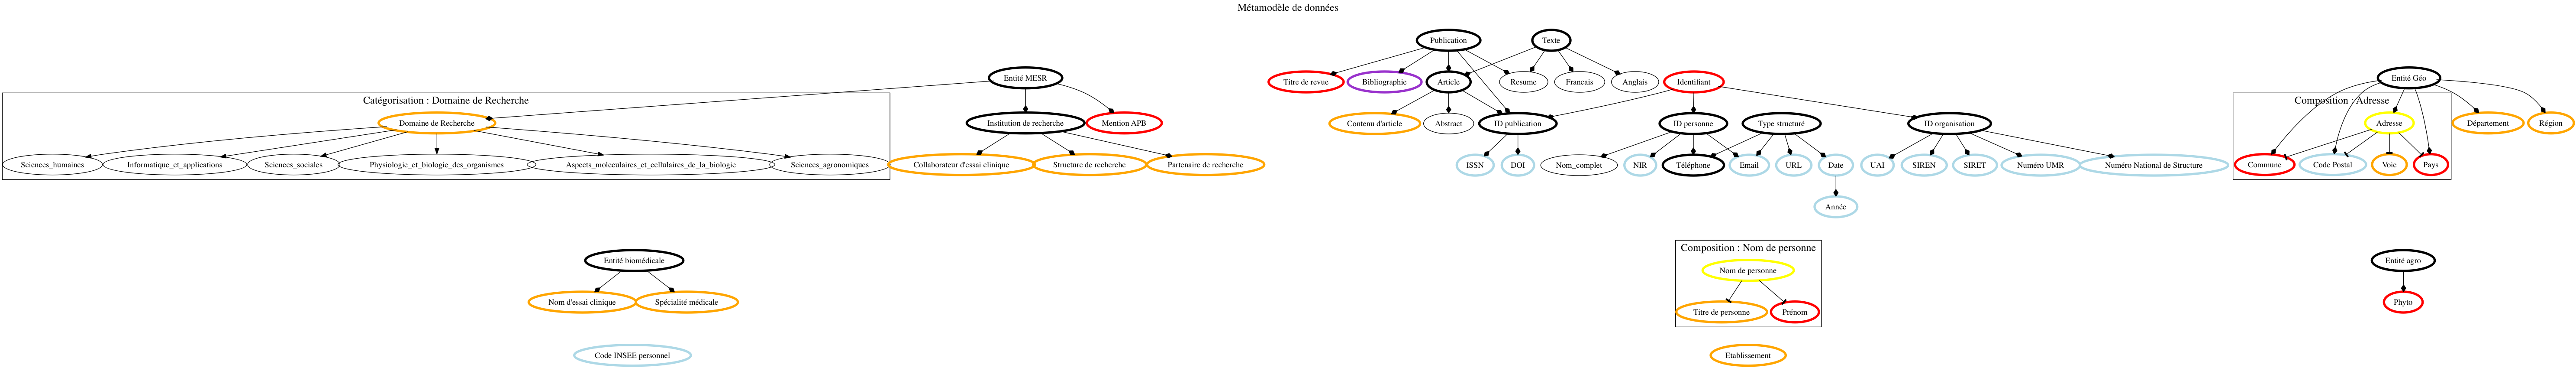 Métamodèle de données
Publication
Texte
Entité MESR
Entité Géo
Titre de revue
Bibliographie
Article
Resume
Francais
Anglais
Identifiant
Catégorisation : Domaine de Recherche
Composition : Adresse
Domaine de Recherche
Institution de recherche
Mention APB
Contenu d'article
Abstract
ID publication
ID personne
Type structuré
ID organisation
Adresse
Département
Région
Sciences_humaines
Informatique_et_applications
Sciences_sociales
Physiologie_et_biologie_des_organismes
Aspects_moleculaires_et_cellulaires_de_la_biologie
Sciences_agronomiques
Collaborateur d'essai clinique
Structure de recherche
Partenaire de recherche
ISSN
DOI
Nom_complet
NIR
Téléphone
Email
URL
Date
UAI
SIREN
SIRET
Numéro UMR
Numéro National de Structure
Commune
Code Postal
Voie
Pays
Année
Entité biomédicale
Composition : Nom de personne
Nom de personne
Entité agro
Nom d'essai clinique
Spécialité médicale
Titre de personne
Prénom
Phyto
Code INSEE personnel
Etablissement